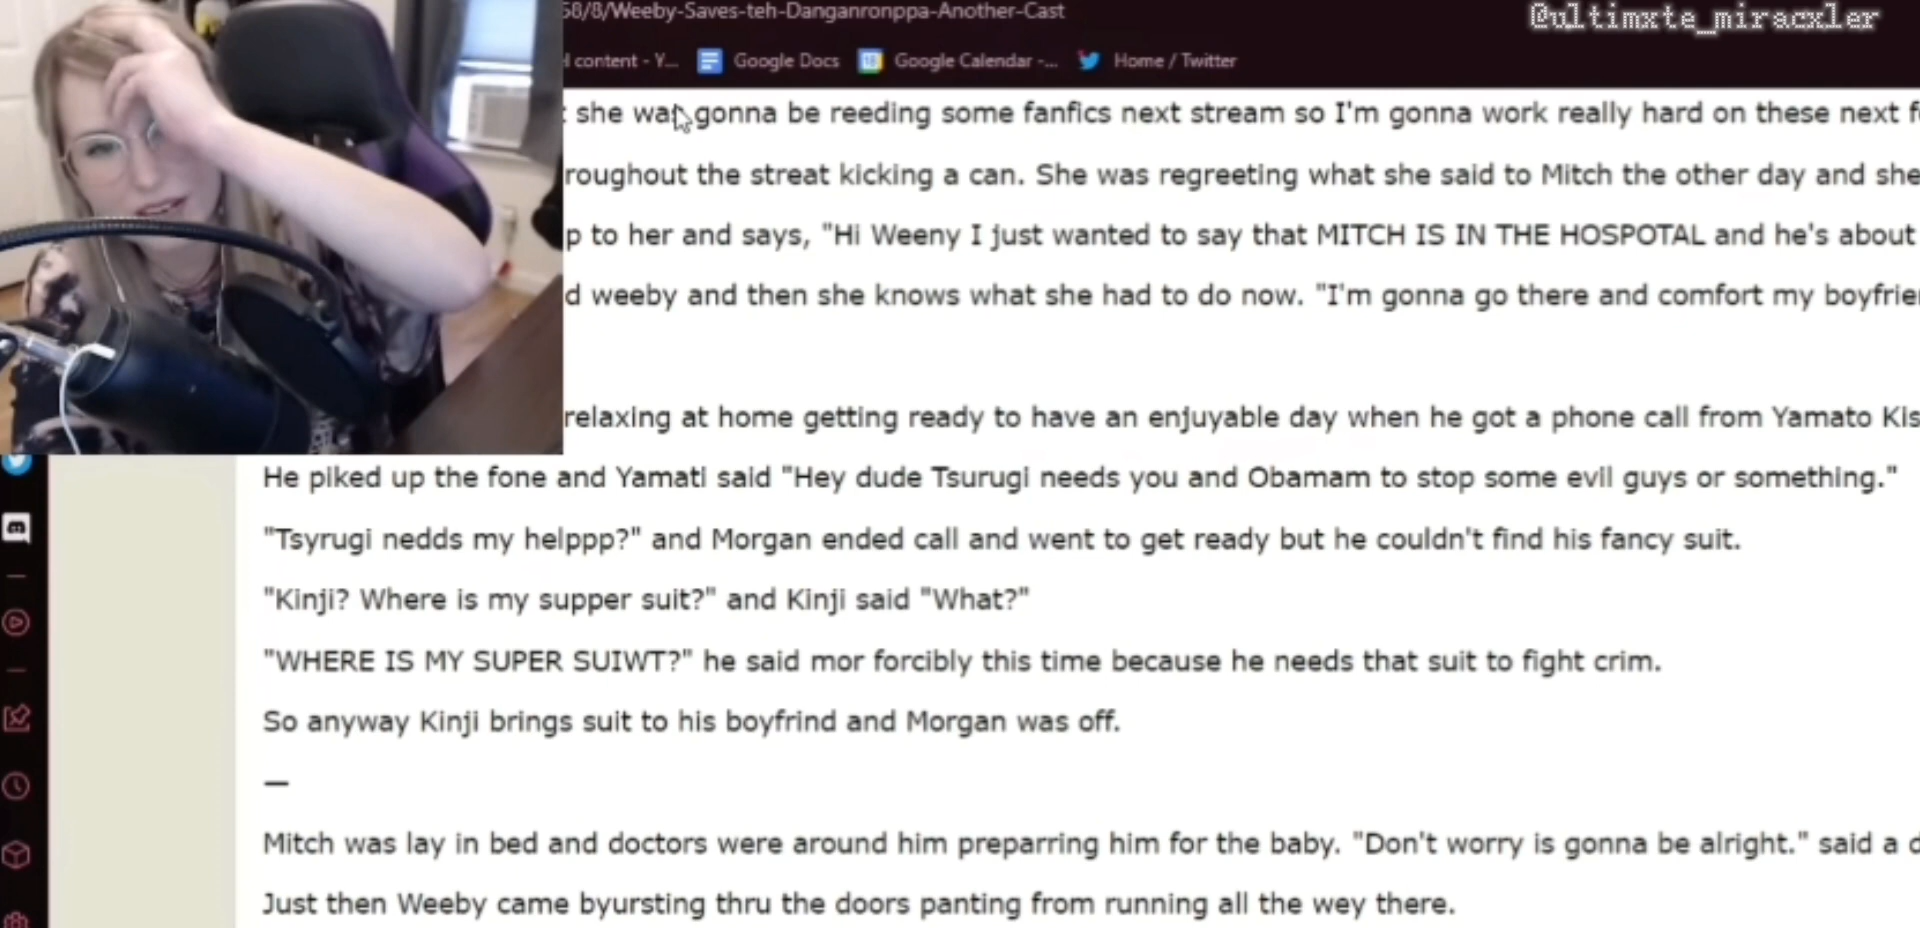 58/8/Weeby-Saves-teh-Danganronppa-Another-Cast
@ultimxte_miracxler
content - Y... Google Docs Google Calendar -... Home / Twitter
she was gonna be reeding some fanfics next stream so I'm gonna work really hard on these next f
roughout the streat kicking a can. She was regreeting what she said to Mitch the other day and she
p to her and says, "Hi Weeny I just wanted to say that MITCH IS IN THE HOSPOTAL and he's about
d weeby and then she knows what she had to do now. "I'm gonna go there and comfort my boyfrie
relaxing at home getting ready to have an enjuyable day when he got a phone call from Yamato Kis
He piked up the fone and Yamati said "Hey dude Tsurugi needs you and Obamam to stop some evil guys or something."
"Tsyrugi nedds my helppp?" and Morgan ended call and went to get ready but he couldn't find his fancy suit.
"Kinji? Where is my supper suit?" and Kinji said "What?"
"WHERE IS MY SUPER SUIWT?" he said mor forcibly this time because he needs that suit to fight crim.
So anyway Kinji brings suit to his boyfrind and Morgan was off.
—
Mitch was lay in bed and doctors were around him preparring him for the baby. "Don't worry is gonna be alright." said a d
Just then Weeby came byursting thru the doors panting from running all the wey there.